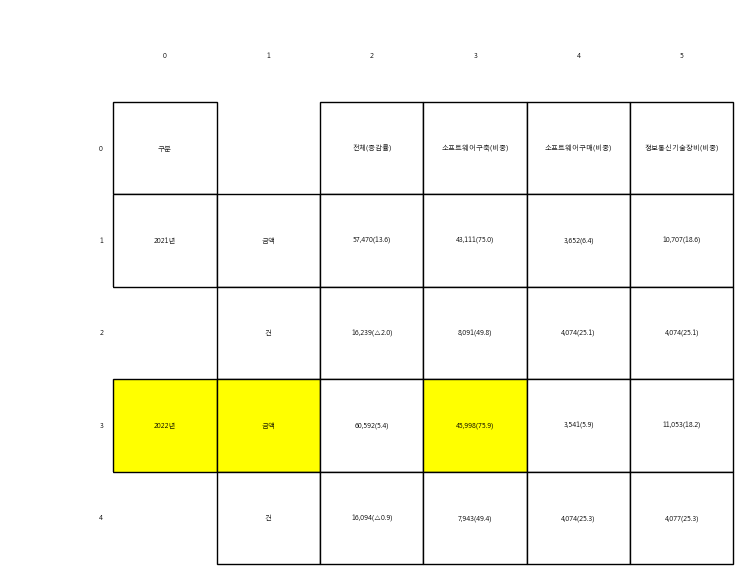 0 1 2 3 4 5
0 구분 전체(증감률) 소프트웨어구축(비중) 소프트웨어구매(비중) 정보통신기술장비(비중)
1 2021년 금액 57,470(13.6) 43,111(75.0) 3,652(6.4) 10,707(18.6)
2 건 16,239(△2.0) 8,091(49.8) 4,074(25.1) 4,074(25.1)
3 2022년 금액 60,592(5.4) 45,998(75.9) 3,541(5.9) 11,053(18.2)
4 건 16,094(△0.9) 7,943(49.4) 4,074(25.3) 4,077(25.3)